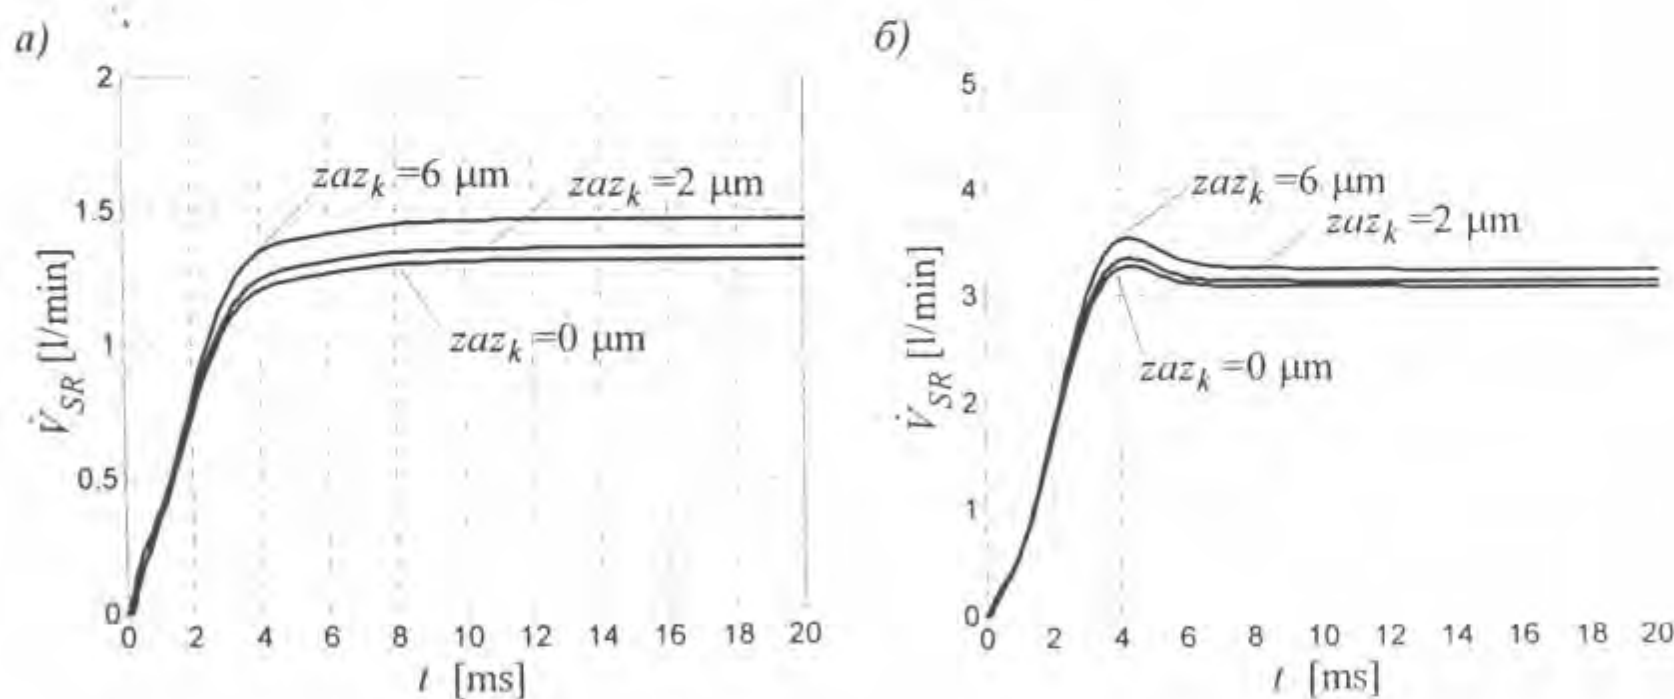 а)
2
1.5
1
0.5
0
V̇_SR [l/min]
zaz_k=6 μm
zaz_k=2 μm
zaz_k=0 μm
0 2 4 6 8 10 12 14 16 18 20
t [ms]
б)
5
4
3
2
1
0
V̇_SR [l/min]
zaz_k=6 μm
zaz_k=2 μm
zaz_k=0 μm
0 2 4 6 8 10 12 14 16 18 20
t [ms]